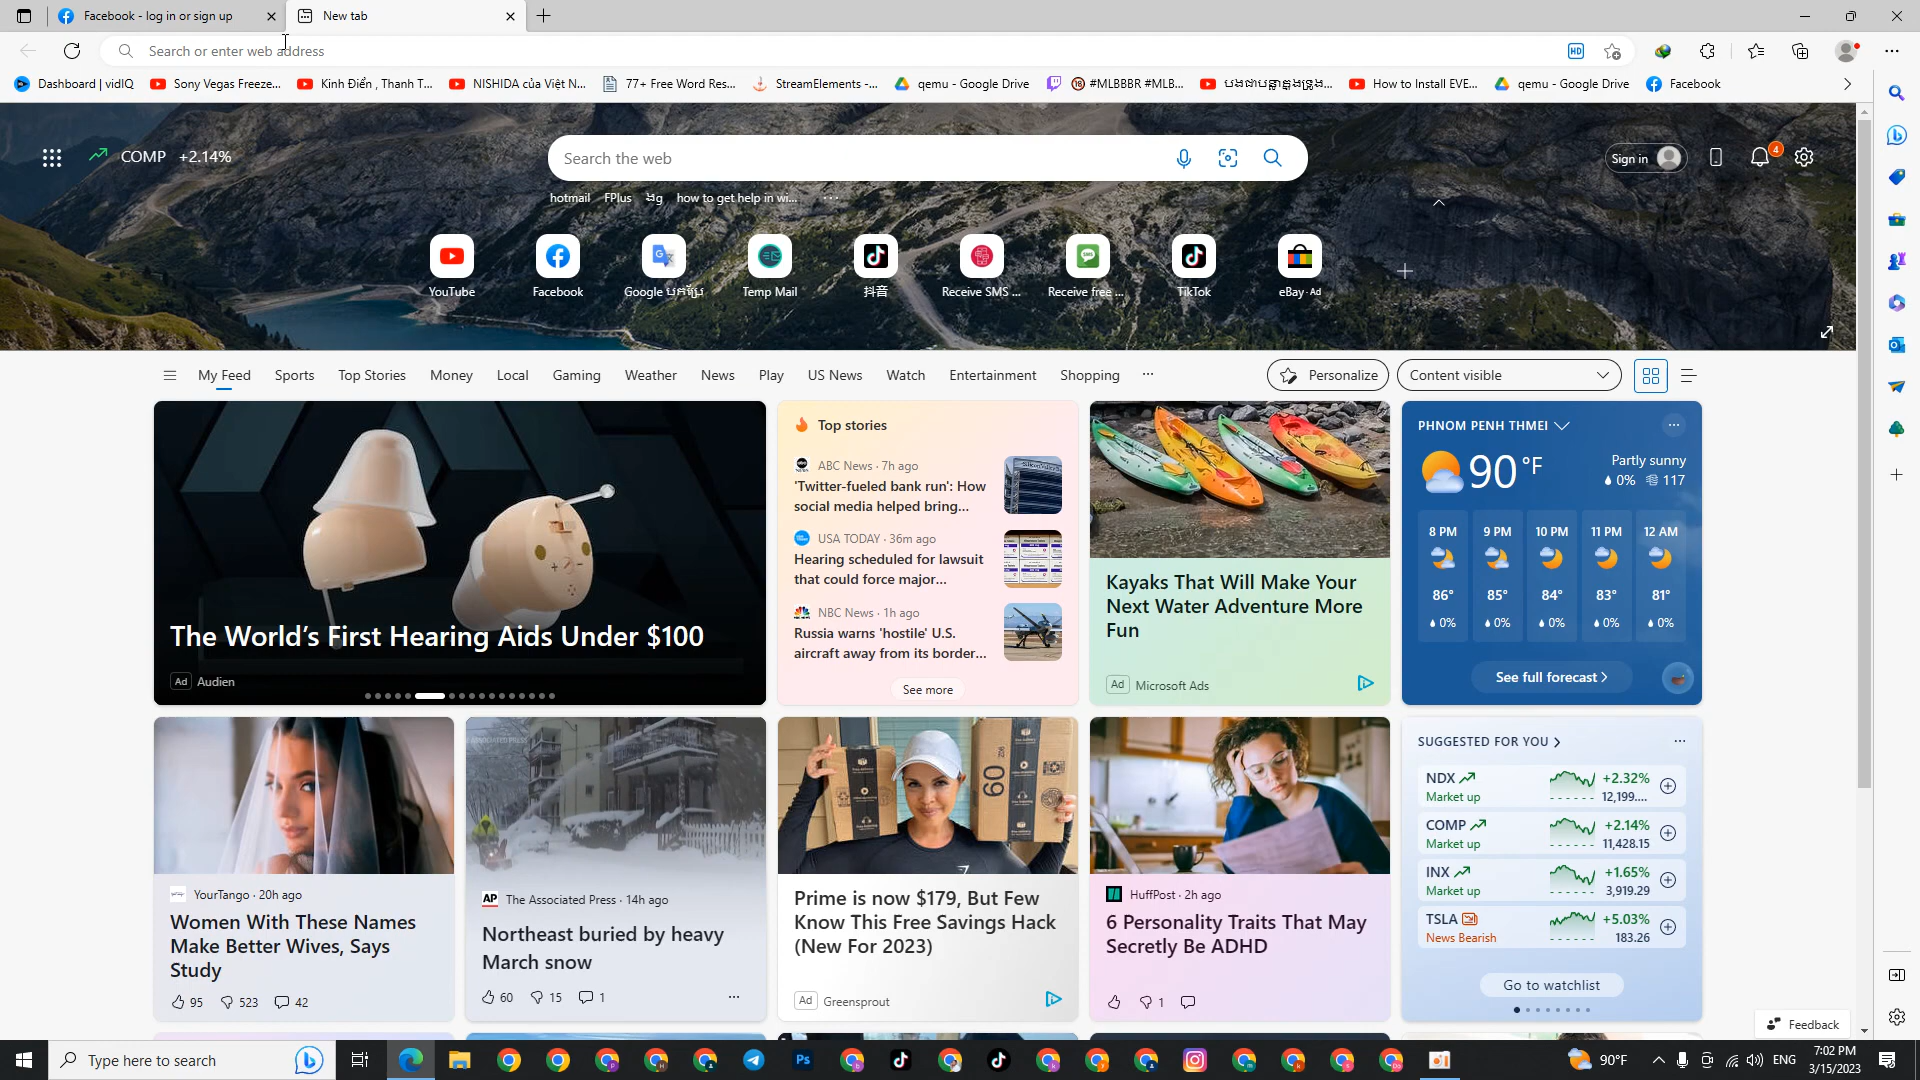 Facebook - log in or sign up
New tab
Search or enter web address
HD
Dashboard | vidIQ
Sony Vegas Freeze...
Kinh Điển , Thanh T...
NISHIDA của Việt N...
77+ Free Word Res...
StreamElements -...
qemu - Google Drive
#MLBBBR #MLB...
How to Install EVE...
qemu - Google Drive
Facebook
COMP +2.14%
Search the web
Sign in
4
hotmail
FPlus
how to get help in wi...
YouTube
Facebook
Google បកប្រែ
Temp Mail
抖音
Receive SMS ...
Receive free ...
TikTok
eBay · Ad
My Feed
Sports
Top Stories
Money
Local
Gaming
Weather
News
Play
US News
Watch
Entertainment
Shopping
Personalize
Content visible
The World’s First Hearing Aids Under $100
Ad Audien
Top stories
ABC News · 7h ago
'Twitter-fueled bank run': How
social media helped bring...
USA TODAY · 36m ago
Hearing scheduled for lawsuit
that could force major...
NBC News · 1h ago
Russia warns 'hostile' U.S.
aircraft away from its border...
See more
Kayaks That Will Make Your
Next Water Adventure More
Fun
Ad Microsoft Ads
PHNOM PENH THMEI
90 °F
Partly sunny
0% 117
8 PM 9 PM 10 PM 11 PM 12 AM
86° 85° 84° 83° 81°
0% 0% 0% 0% 0%
See full forecast
YourTango · 20h ago
Women With These Names
Make Better Wives, Says
Study
95 523 42
The Associated Press · 14h ago
Northeast buried by heavy
March snow
60 15 1
Prime is now $179, But Few
Know This Free Savings Hack
(New For 2023)
Ad Greensprout
HuffPost · 2h ago
6 Personality Traits That May
Secretly Be ADHD
1
SUGGESTED FOR YOU
NDX +2.32%
Market up 12,199....
COMP +2.14%
Market up 11,428.15
INX +1.65%
Market up 3,919.29
TSLA +5.03%
News Bearish 183.26
Go to watchlist
Feedback
Type here to search
Ps
90°F
ENG
7:02 PM
3/15/2023